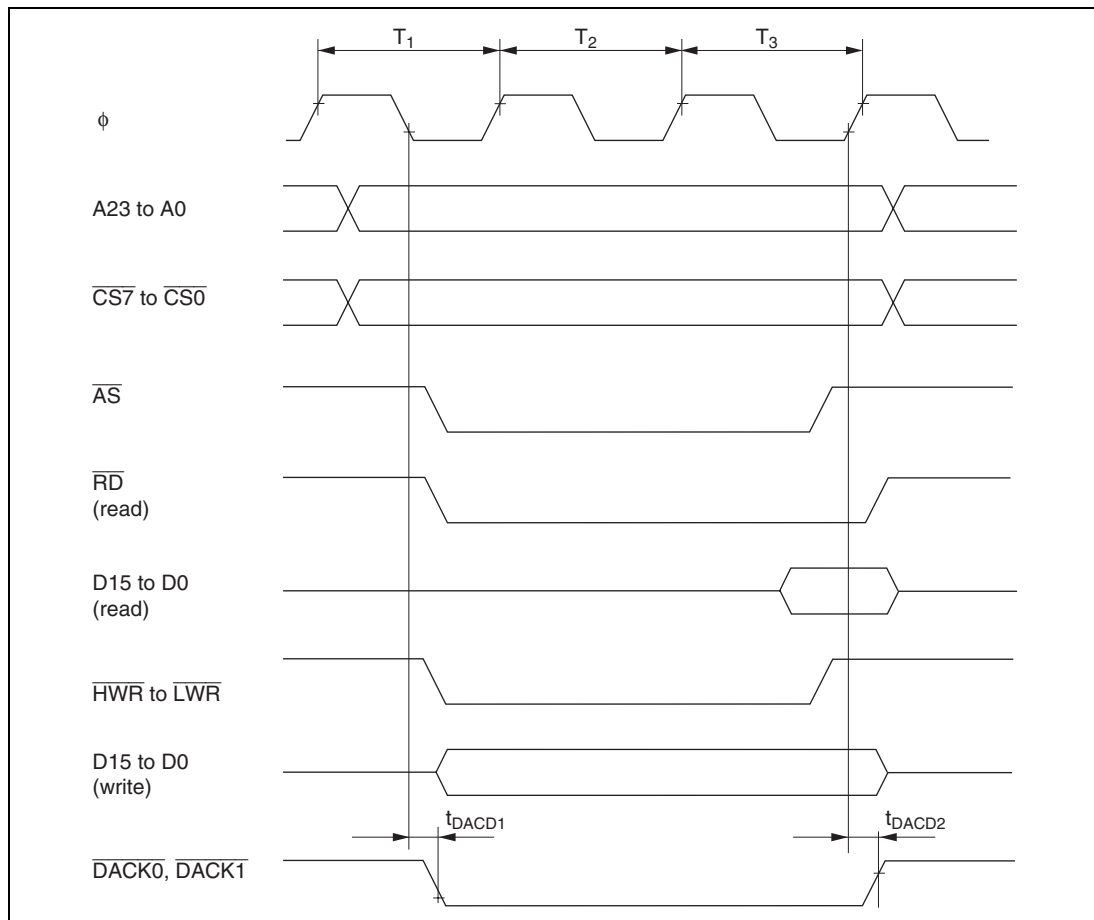 T1 T2 T3
ϕ
A23 to A0
CS7 to CS0
AS
RD
(read)
D15 to D0
(read)
HWR to LWR
D15 to D0
(write)
tDACD1 tDACD2
DACK0, DACK1